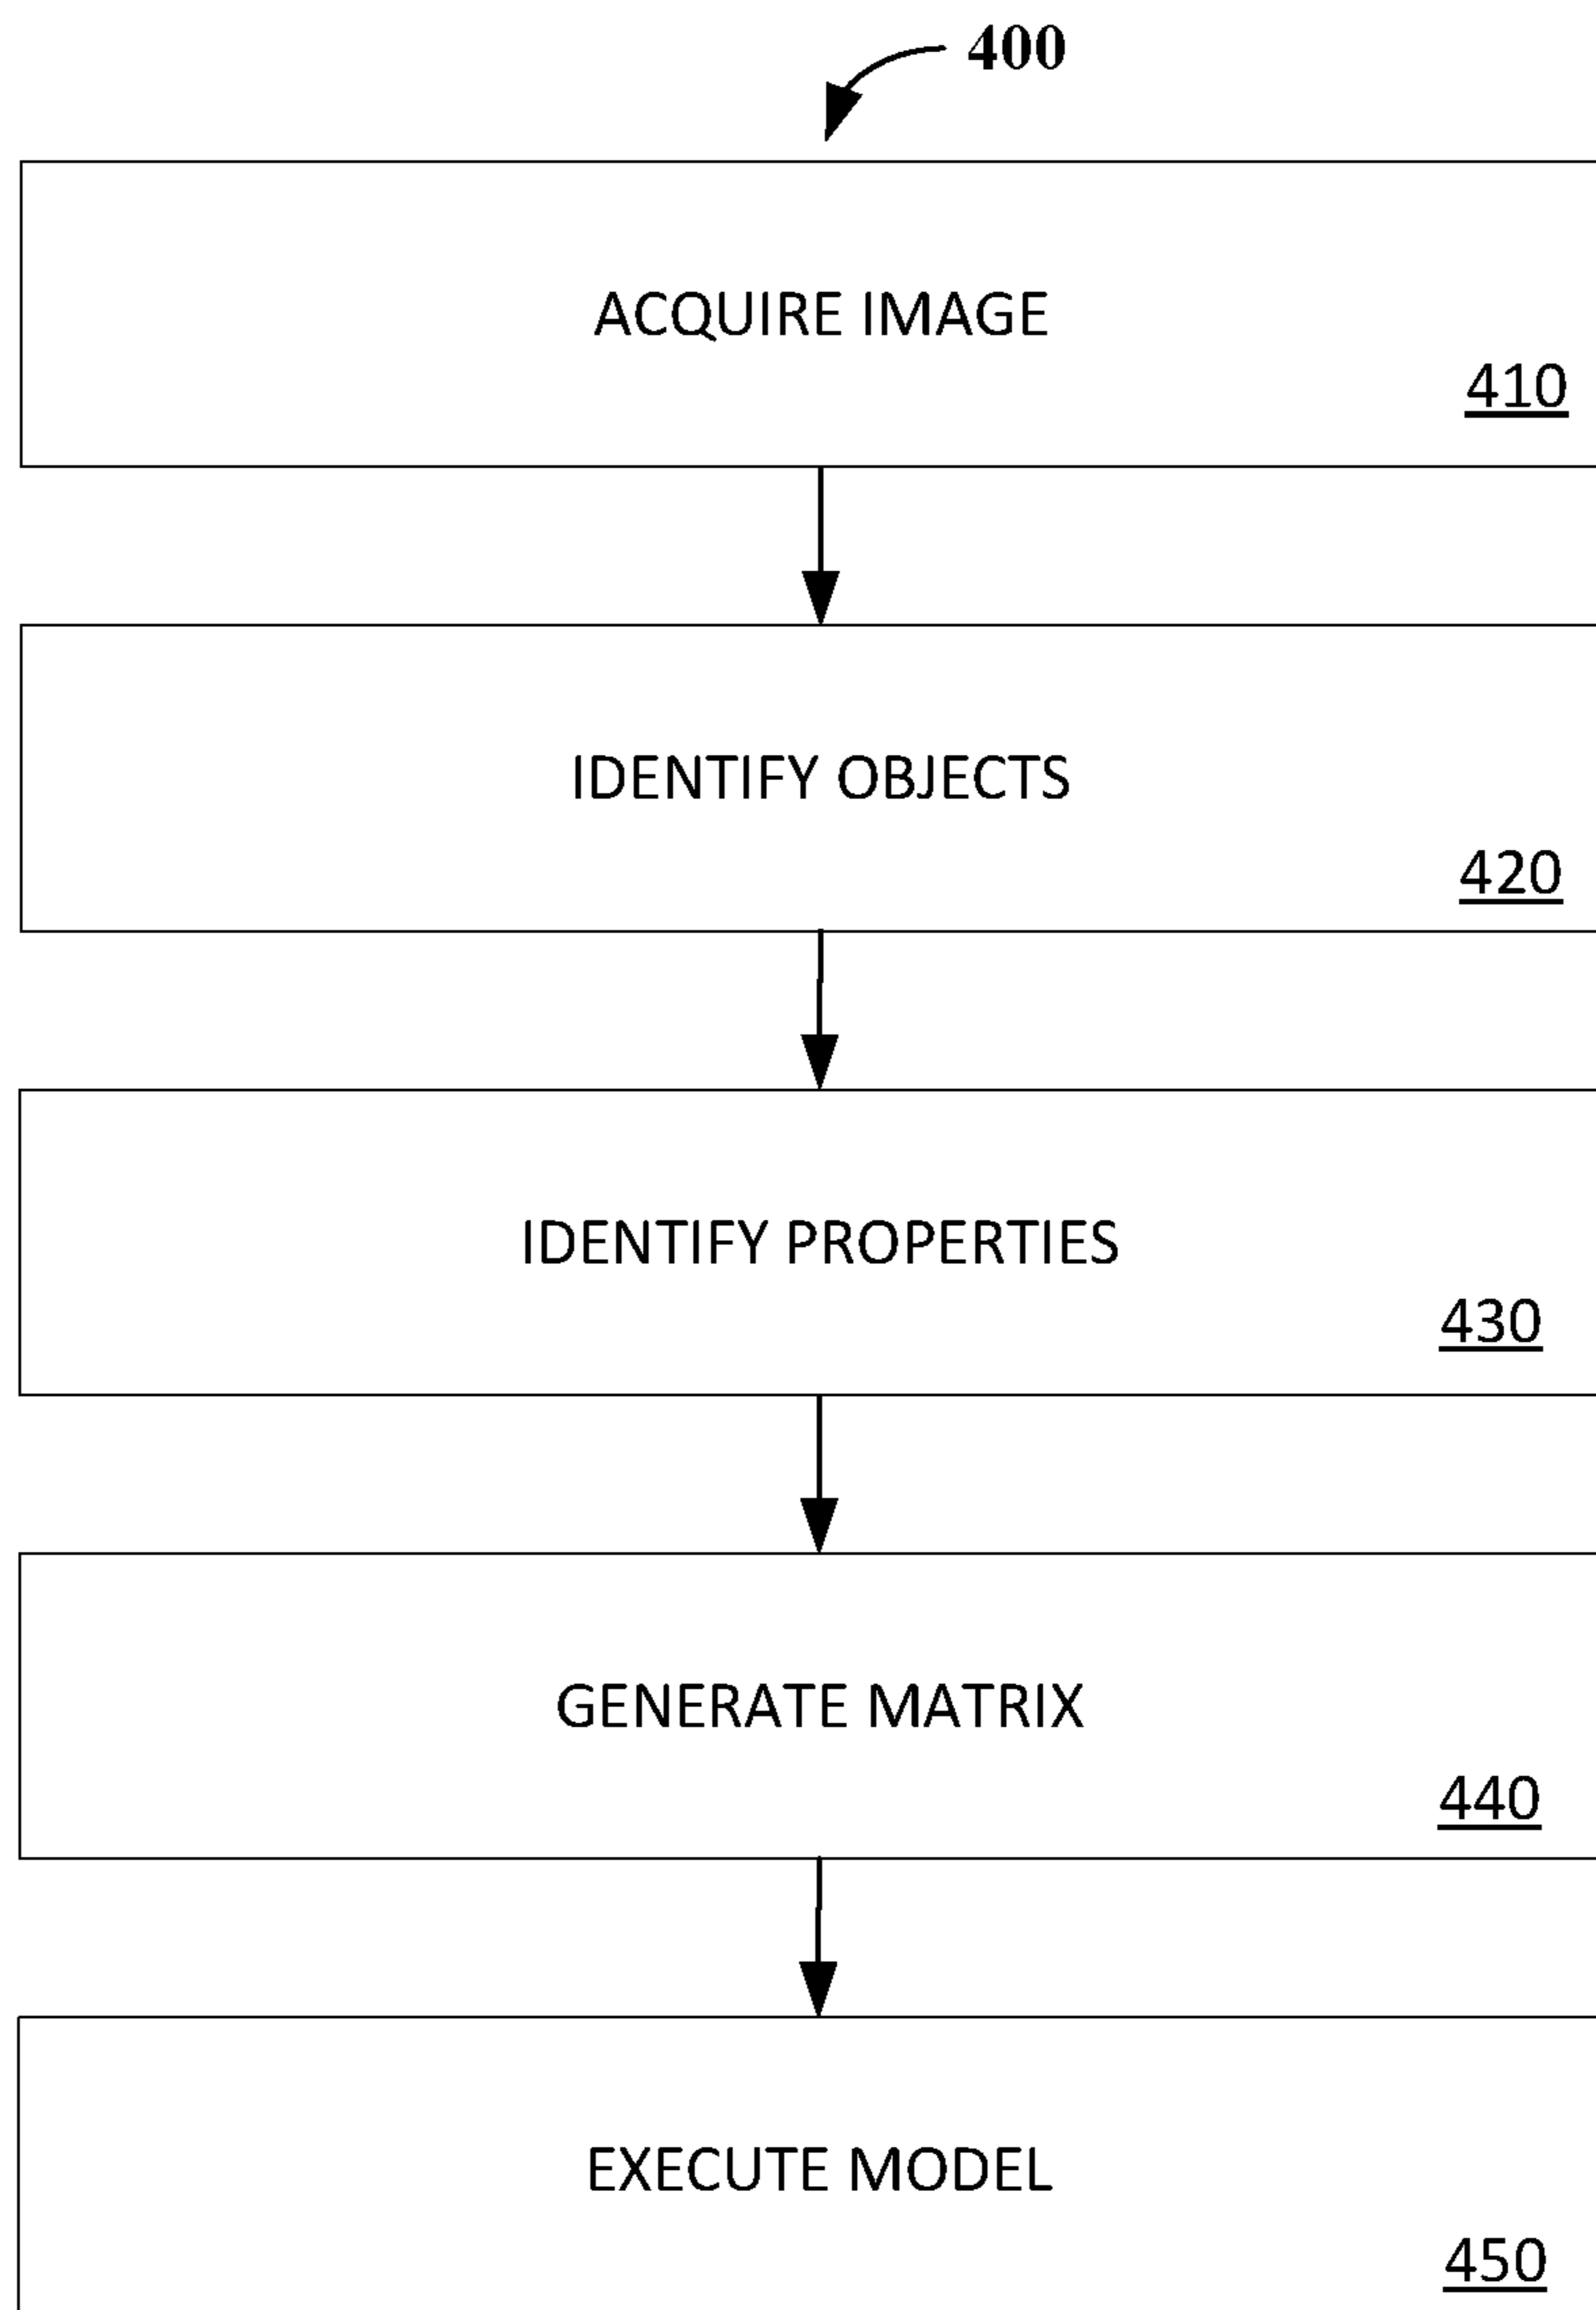 400
ACQUIRE IMAGE
410
IDENTIFY OBJECTS
420
IDENTIFY PROPERTIES
430
GENERATE MATRIX
440
EXECUTE MODEL
450